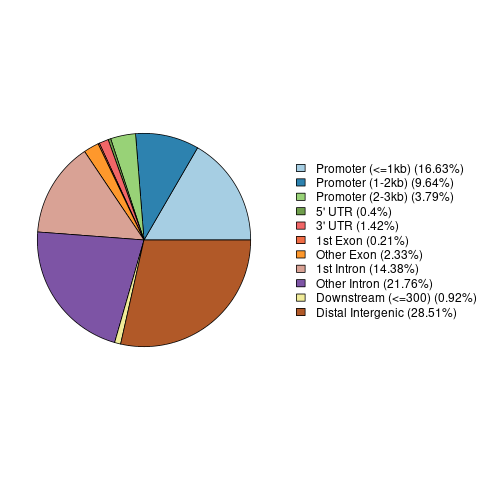 Promoter (<=1kb) (16.63%)
Promoter (1-2kb) (9.64%)
Promoter (2-3kb) (3.79%)
5' UTR (0.4%)
3' UTR (1.42%)
1st Exon (0.21%)
Other Exon (2.33%)
1st Intron (14.38%)
Other Intron (21.76%)
Downstream (<=300) (0.92%)
Distal Intergenic (28.51%)